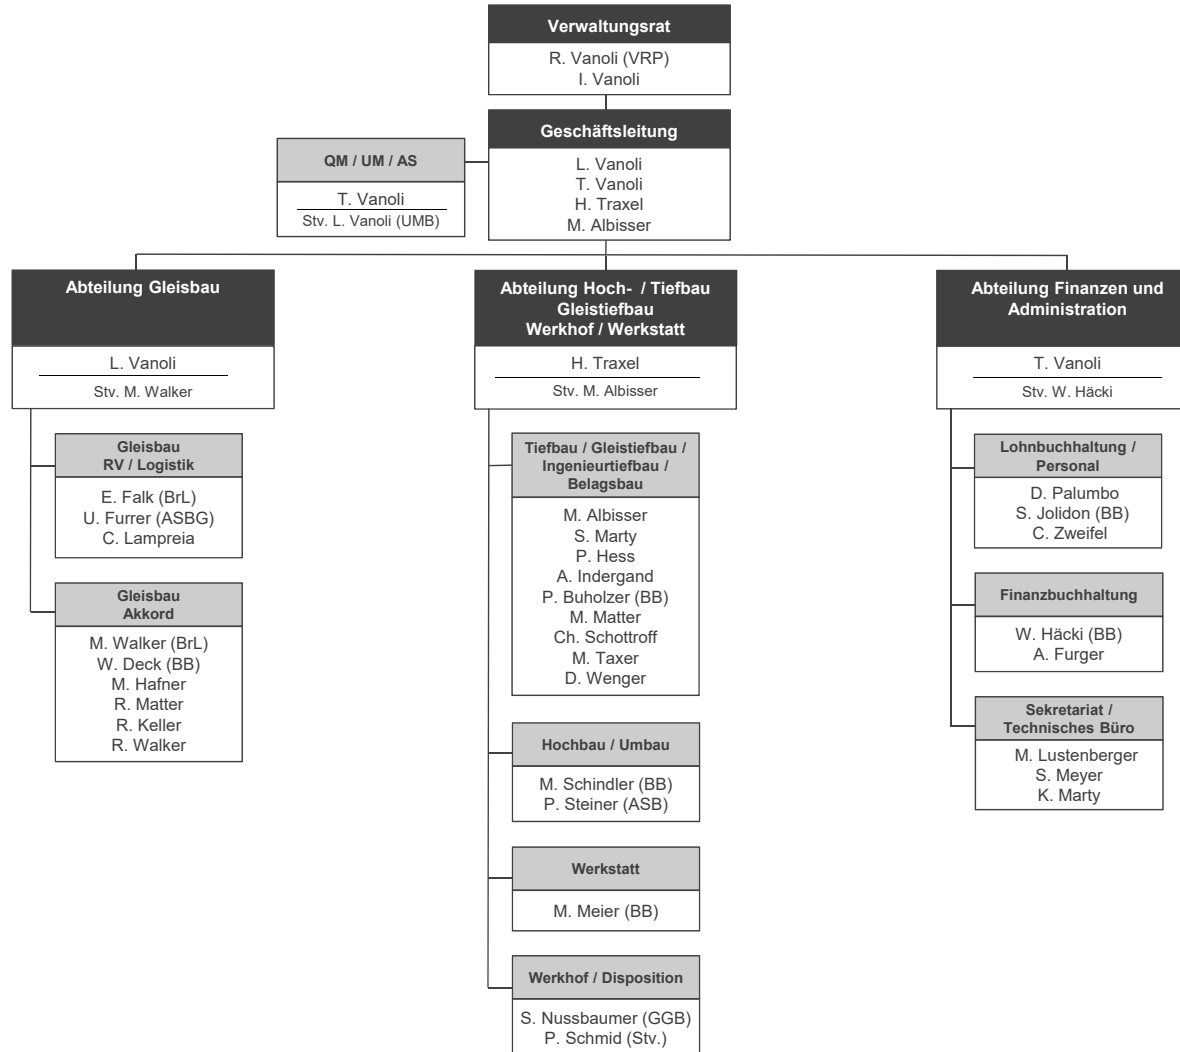 Verwaltungsrat
R. Vanoli (VRP)
I. Vanoli
Geschäftsleitung
L. Vanoli
T. Vanoli
H. Traxel
M. Albisser
QM / UM / AS
T. Vanoli
Stv. L. Vanoli (UMB)
Abteilung Gleisbau
L. Vanoli
Stv. M. Walker
Gleisbau
RV / Logistik
E. Falk (BrL)
U. Furrer (ASBG)
C. Lampreia
Gleisbau
Akkord
M. Walker (BrL)
W. Deck (BB)
M. Hafner
R. Matter
R. Keller
R. Walker
Abteilung Hoch- / Tiefbau
Gleistiefbau
Werkhof / Werkstatt
H. Traxel
Stv. M. Albisser
Tiefbau / Gleistiefbau /
Ingenieurtiefbau /
Belagsbau
M. Albisser
S. Marty
P. Hess
A. Indergand
P. Buholzer (BB)
M. Matter
Ch. Schottroff
M. Taxer
D. Wenger
Hochbau / Umbau
M. Schindler (BB)
P. Steiner (ASB)
Werkstatt
M. Meier (BB)
Werkhof / Disposition
S. Nussbaumer (GGB)
P. Schmid (Stv.)
Abteilung Finanzen und
Administration
T. Vanoli
Stv. W. Häcki
Lohnbuchhaltung /
Personal
D. Palumbo
S. Jolidon (BB)
C. Zweifel
Finanzbuchhaltung
W. Häcki (BB)
A. Furger
Sekretariat /
Technisches Büro
M. Lustenberger
S. Meyer
K. Marty